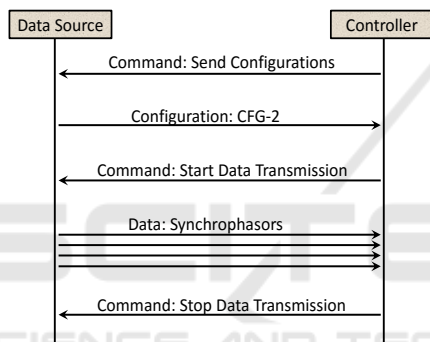 Data Source
Controller
Command: Send Configurations
Configuration: CFG-2
Command: Start Data Transmission
Data: Synchrophasors
Command: Stop Data Transmission